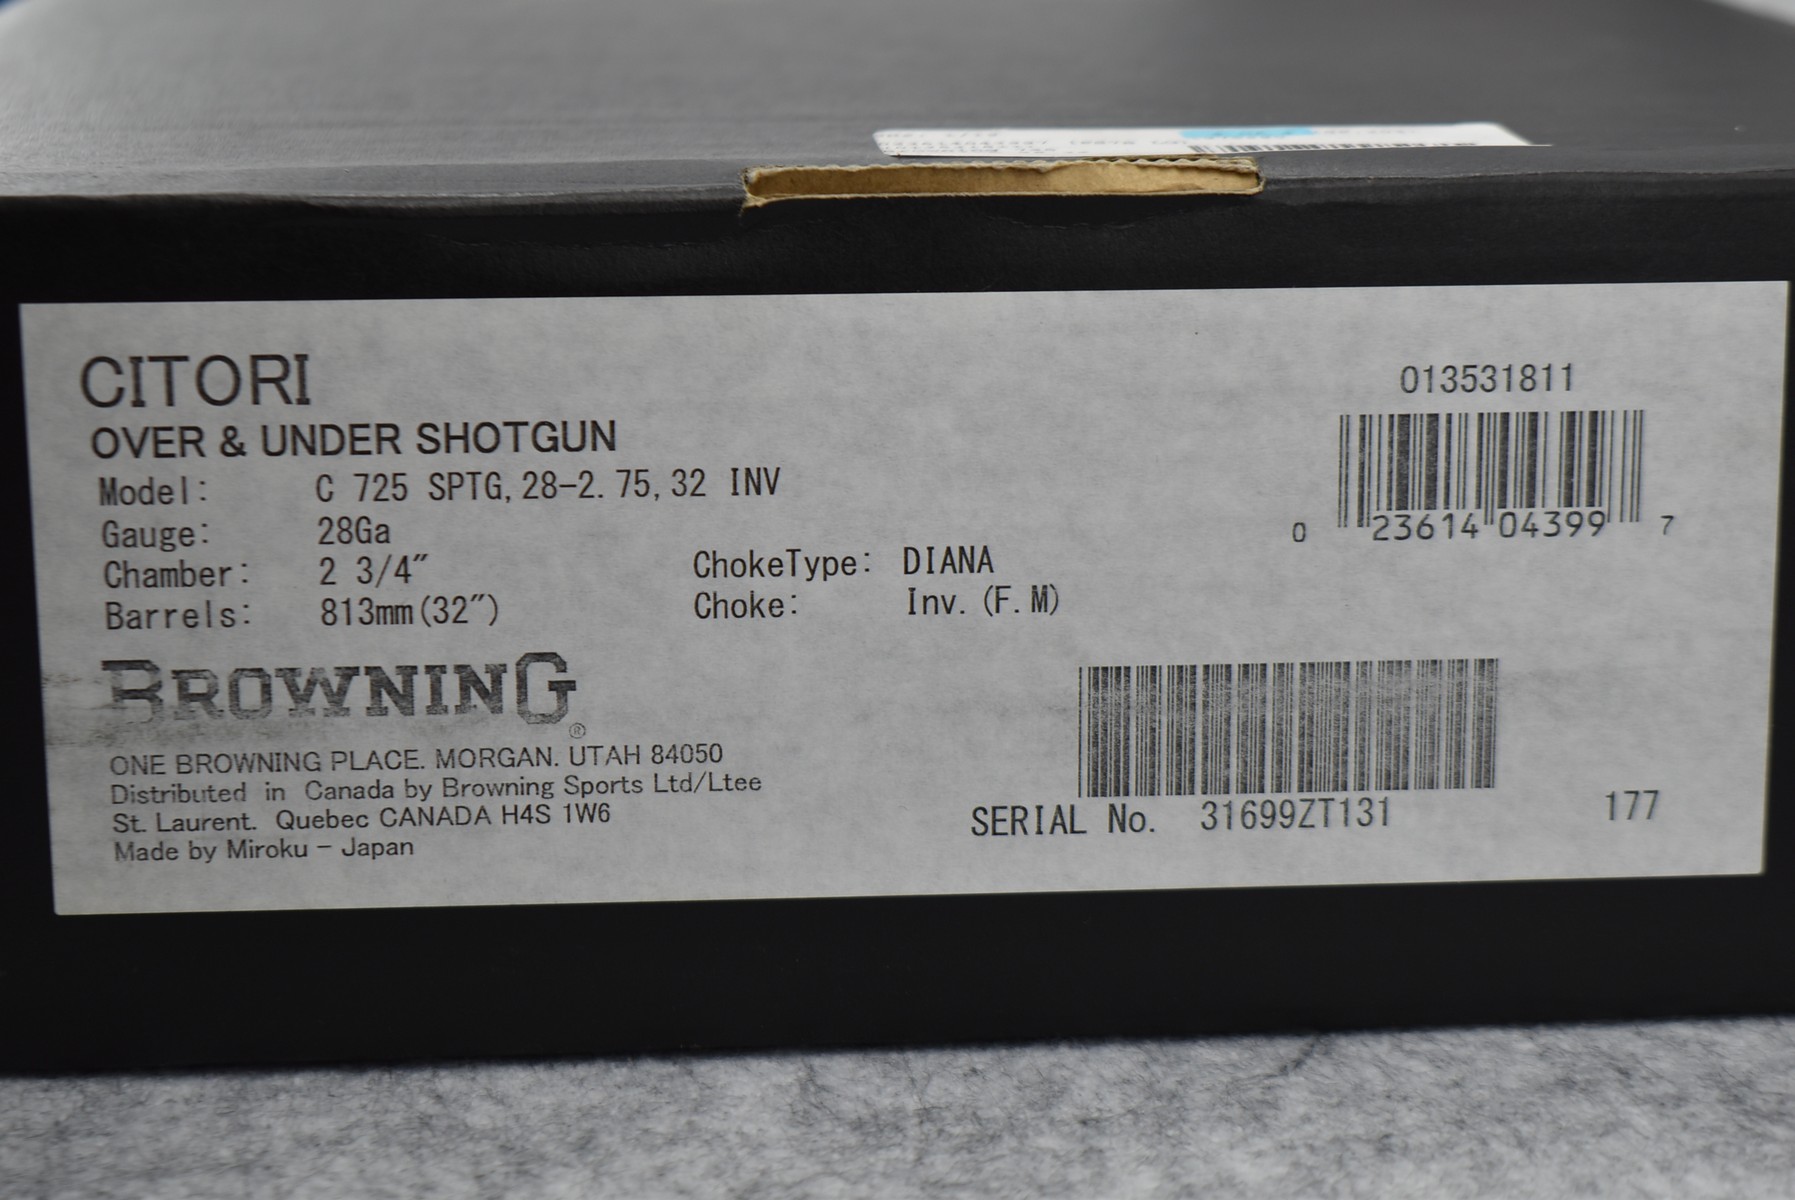 CITORI
OVER & UNDER SHOTGUN
Model: C 725 SPTG, 28-2. 75, 32 INV
Gauge: 28Ga
Chamber: 2 3/4"
Barrels: 813mm(32")
ChokeType: DIANA
Choke: Inv. (F. M)
013531811
0 23614 04399 7
BROWNING®
ONE BROWNING PLACE. MORGAN. UTAH 84050
Distributed in Canada by Browning Sports Ltd/Ltee
St. Laurent. Quebec CANADA H4S 1W6
Made by Miroku - Japan
SERIAL No. 31699ZT131
177